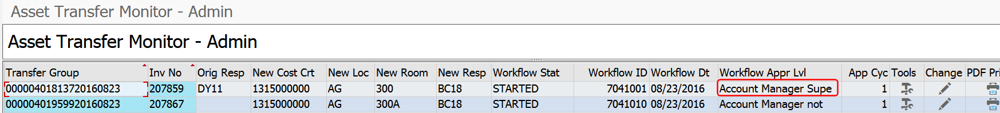 Asset Transfer Monitor - Admin
Asset Transfer Monitor - Admin
Transfer Group Inv No Orig Resp New Cost Crt New Loc New Room New Resp Workflow Stat Workflow ID Workflow Dt Workflow Appr Lvl App Cyc Tools Change PDF Pri
00000401813720160823 207859 DY11 1315000000 AG 300 BC18 STARTED 7041001 08/23/2016 Account Manager Supe 1
00000401959920160823 207867 1315000000 AG 300A BC18 STARTED 7041010 08/23/2016 Account Manager not 1